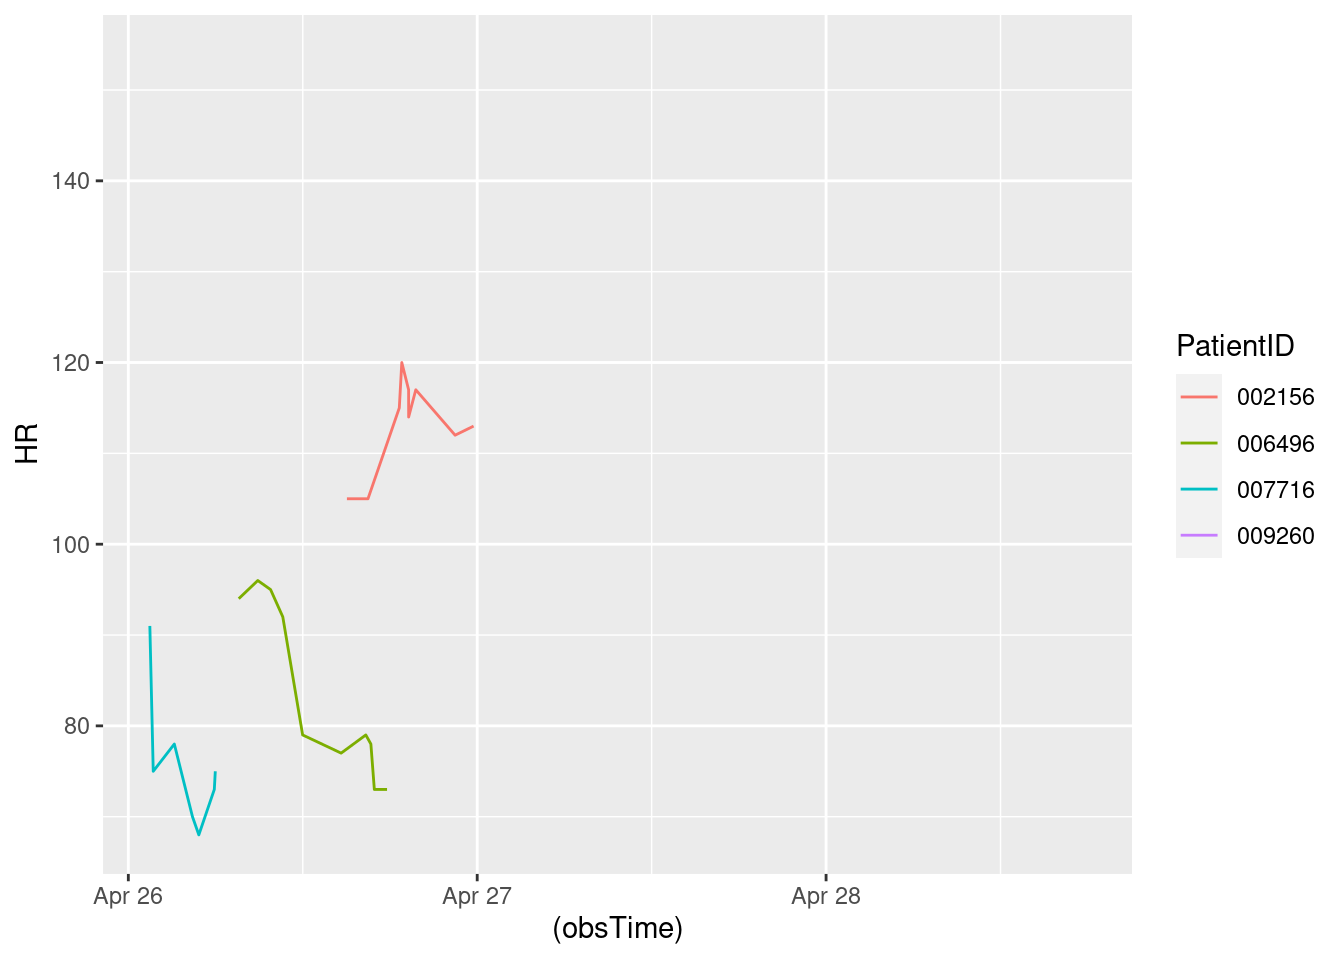 HR
140
120
100
80
Apr 26
Apr 27
Apr 28
(obsTime)
PatientID
002156
006496
007716
009260